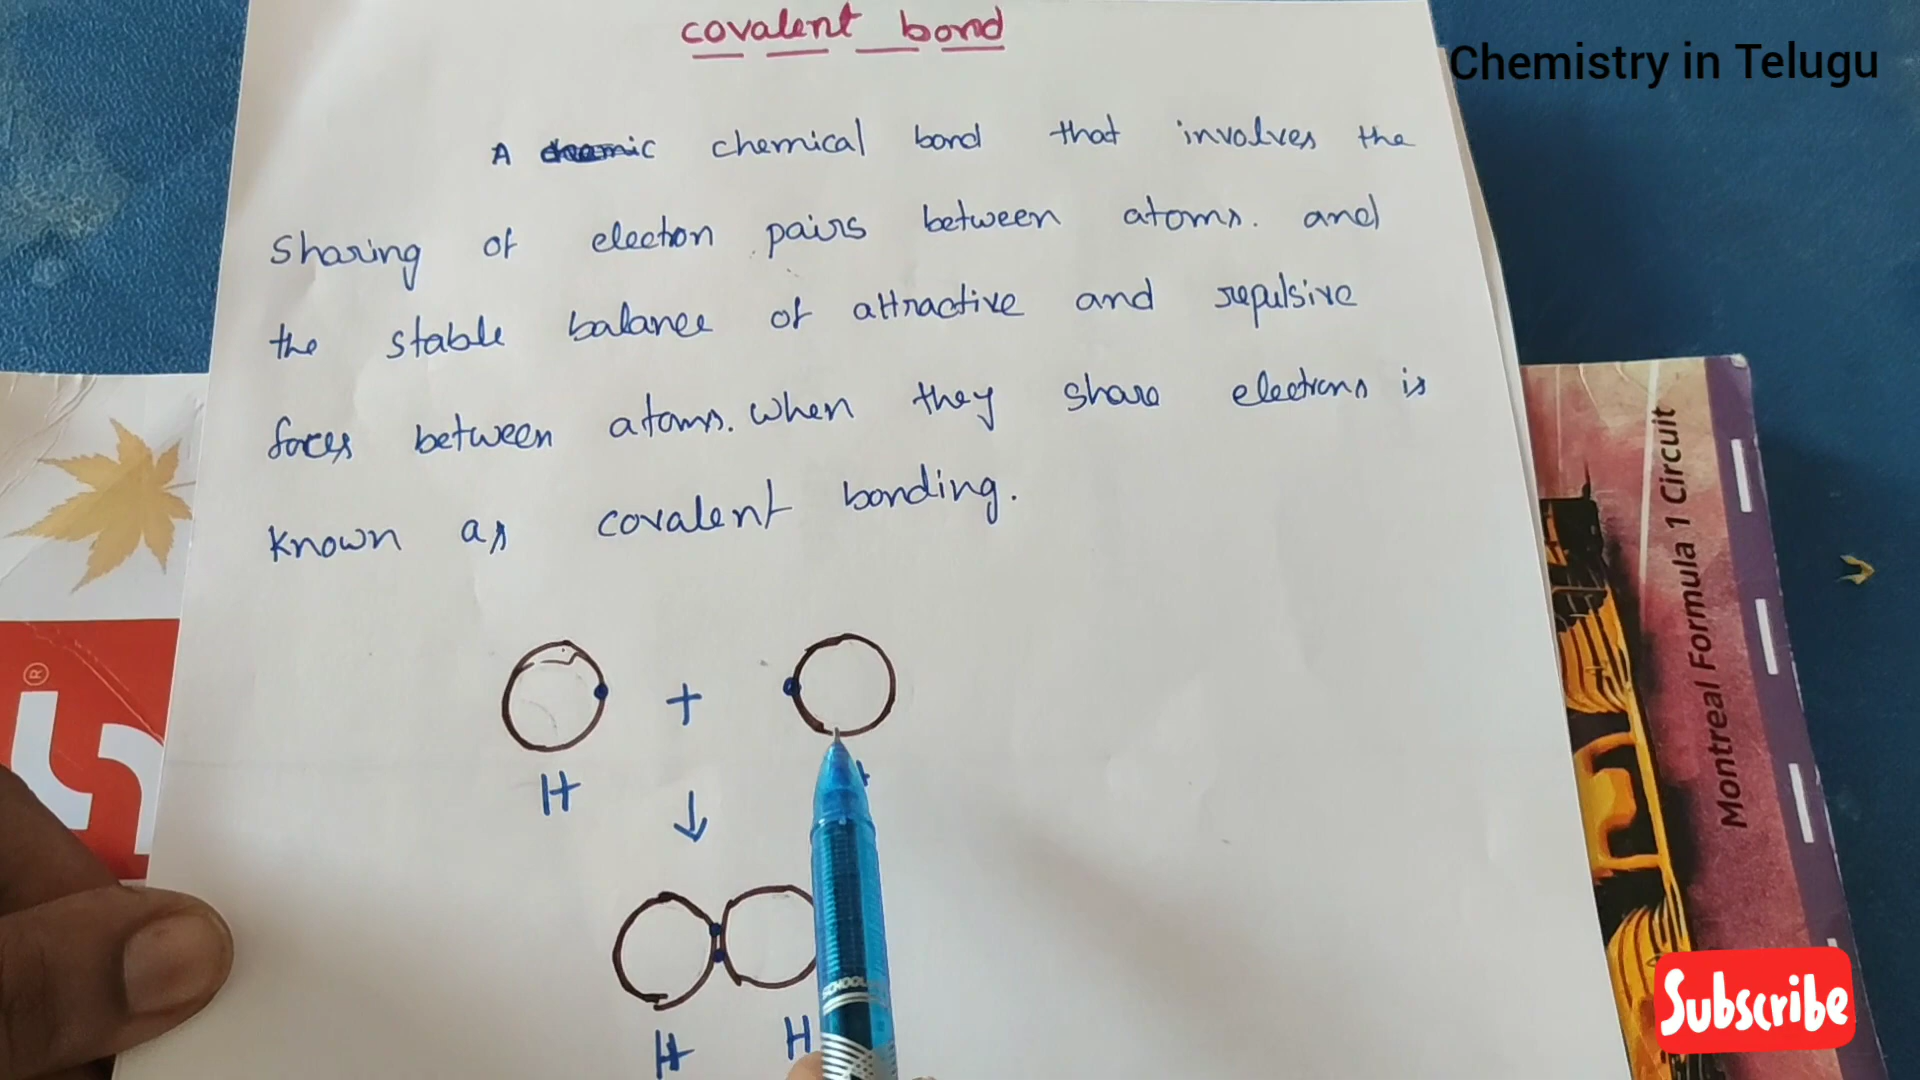 covalent bond
Chemistry in Telugu
A chemical bond that involves the
sharing of electron pairs between atoms. and
the stable balance of attractive and repulsive
forces between atoms. when they share electrons is
known as covalent bonding.
+
H
↓
H H
Montreal Formula 1 Circuit
®
SCHOOL
Subscribe